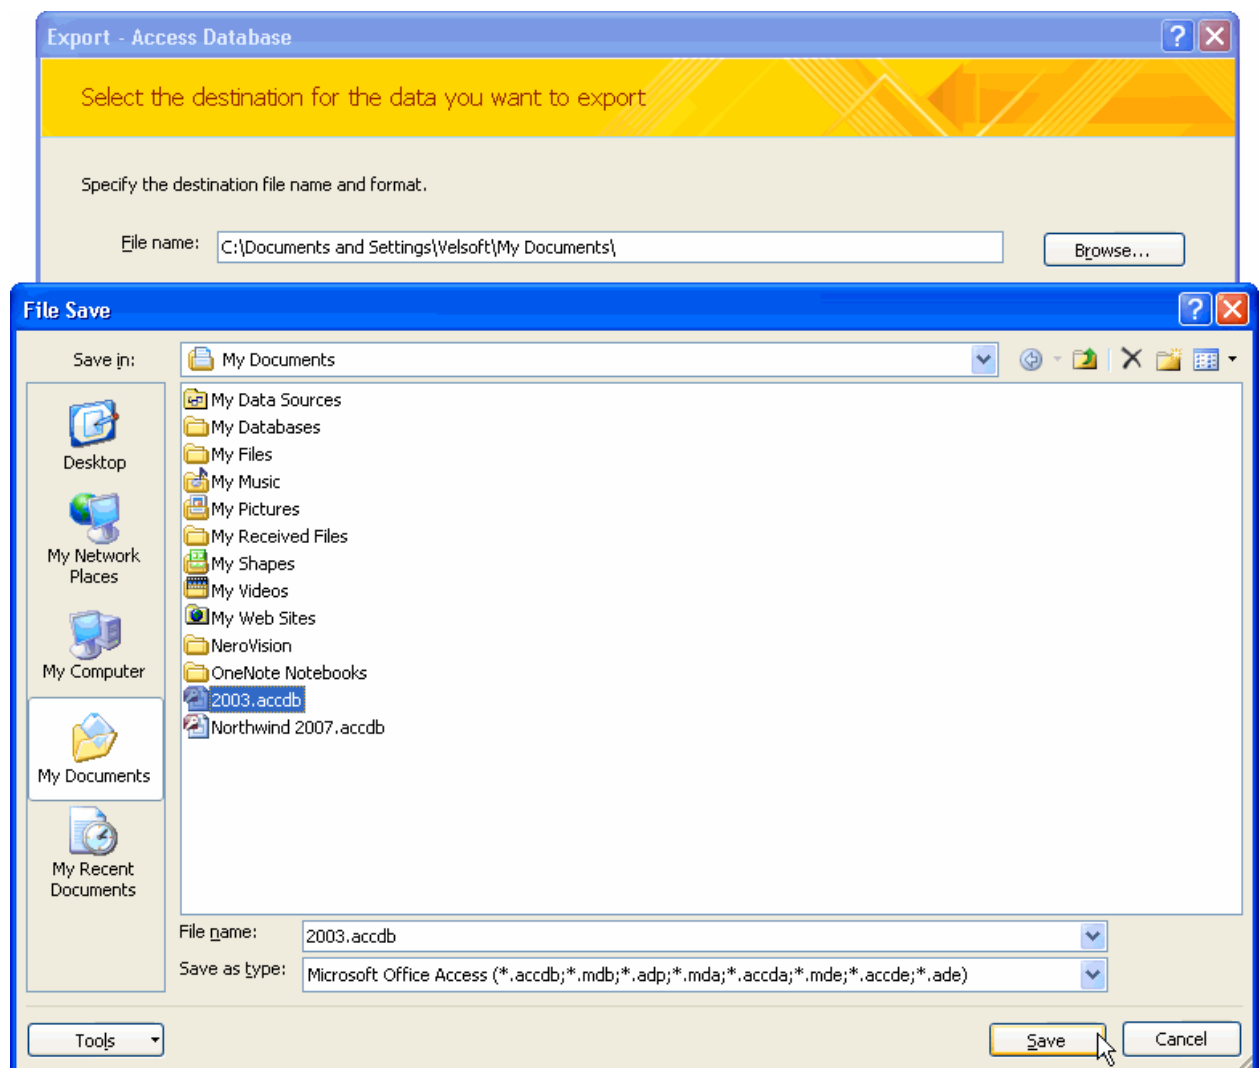 Export - Access Database
Select the destination for the data you want to export
Specify the destination file name and format.
File name: C:\Documents and Settings\Velsoft\My Documents\ Browse...
File Save
Save in: My Documents
My Data Sources
My Databases
My Files
My Music
My Pictures
My Received Files
My Shapes
My Videos
My Web Sites
NeroVision
OneNote Notebooks
2003.accdb
Northwind 2007.accdb
Desktop
My Network
Places
My Computer
My Documents
My Recent
Documents
File name: 2003.accdb
Save as type: Microsoft Office Access (*.accdb;*.mdb;*.adp;*.mda;*.accda;*.mde;*.accde;*.ade)
Tools Save Cancel